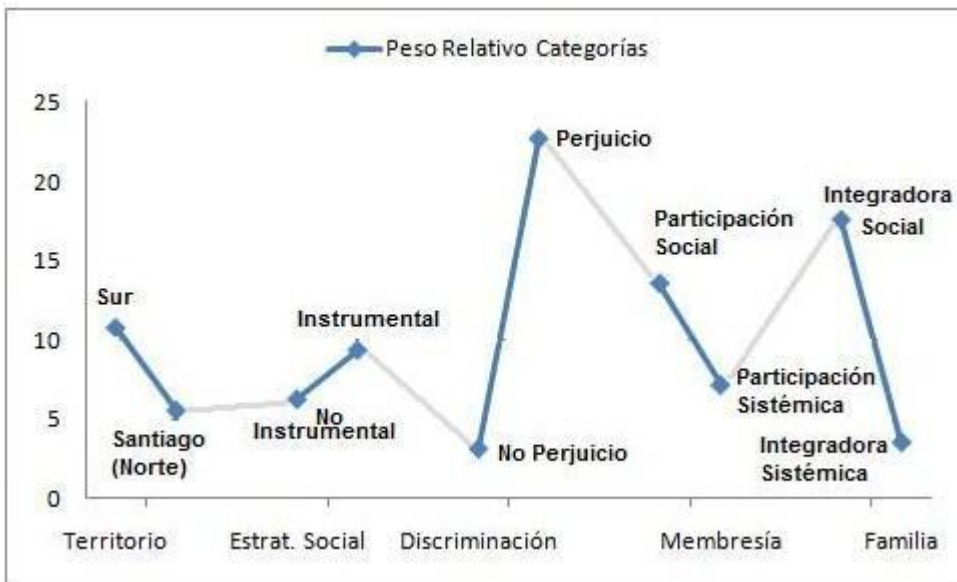 Peso Relativo Categorías
25
20
15
10
5
0
Sur
Santiago
(Norte)
Instrumental
No
Instrumental
Perjuicio
No Perjuicio
Participación
Social
Participación
Sistémica
Integradora
Social
Integradora
Sistémica
Territorio
Estrat. Social
Discriminación
Membresía
Familia